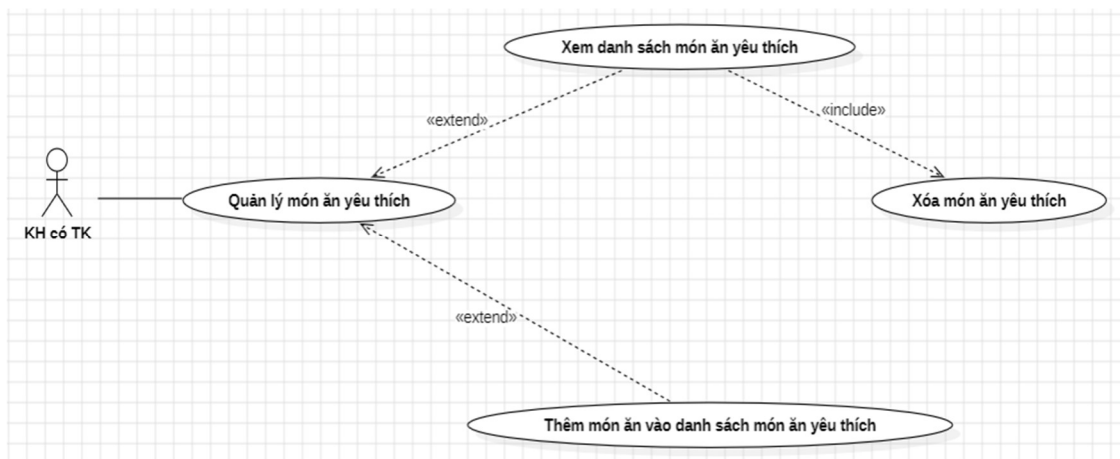 Xem danh sách món ăn yêu thích
«extend»
«include»
Quản lý món ăn yêu thích
Xóa món ăn yêu thích
KH có TK
«extend»
Thêm món ăn vào danh sách món ăn yêu thích